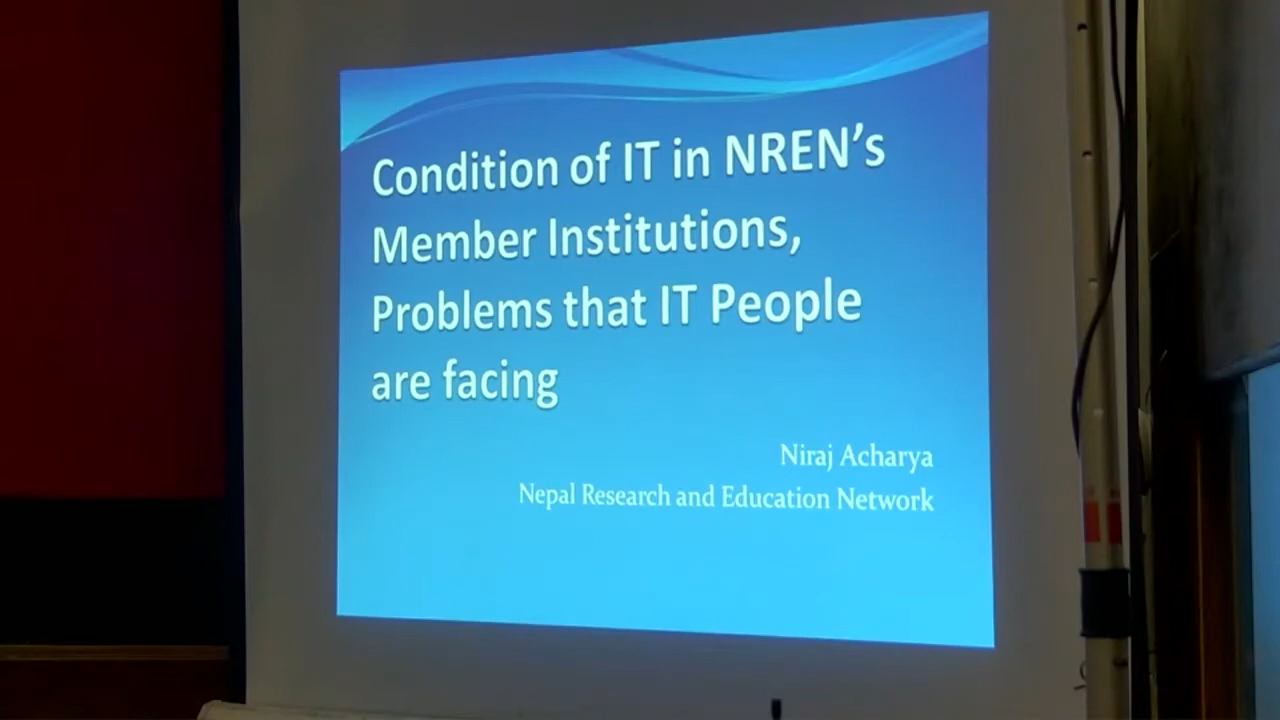 Condition of IT in NREN's
Member Institutions,
Problems that IT People
are facing
Niraj Acharya
Nepal Research and Education Network